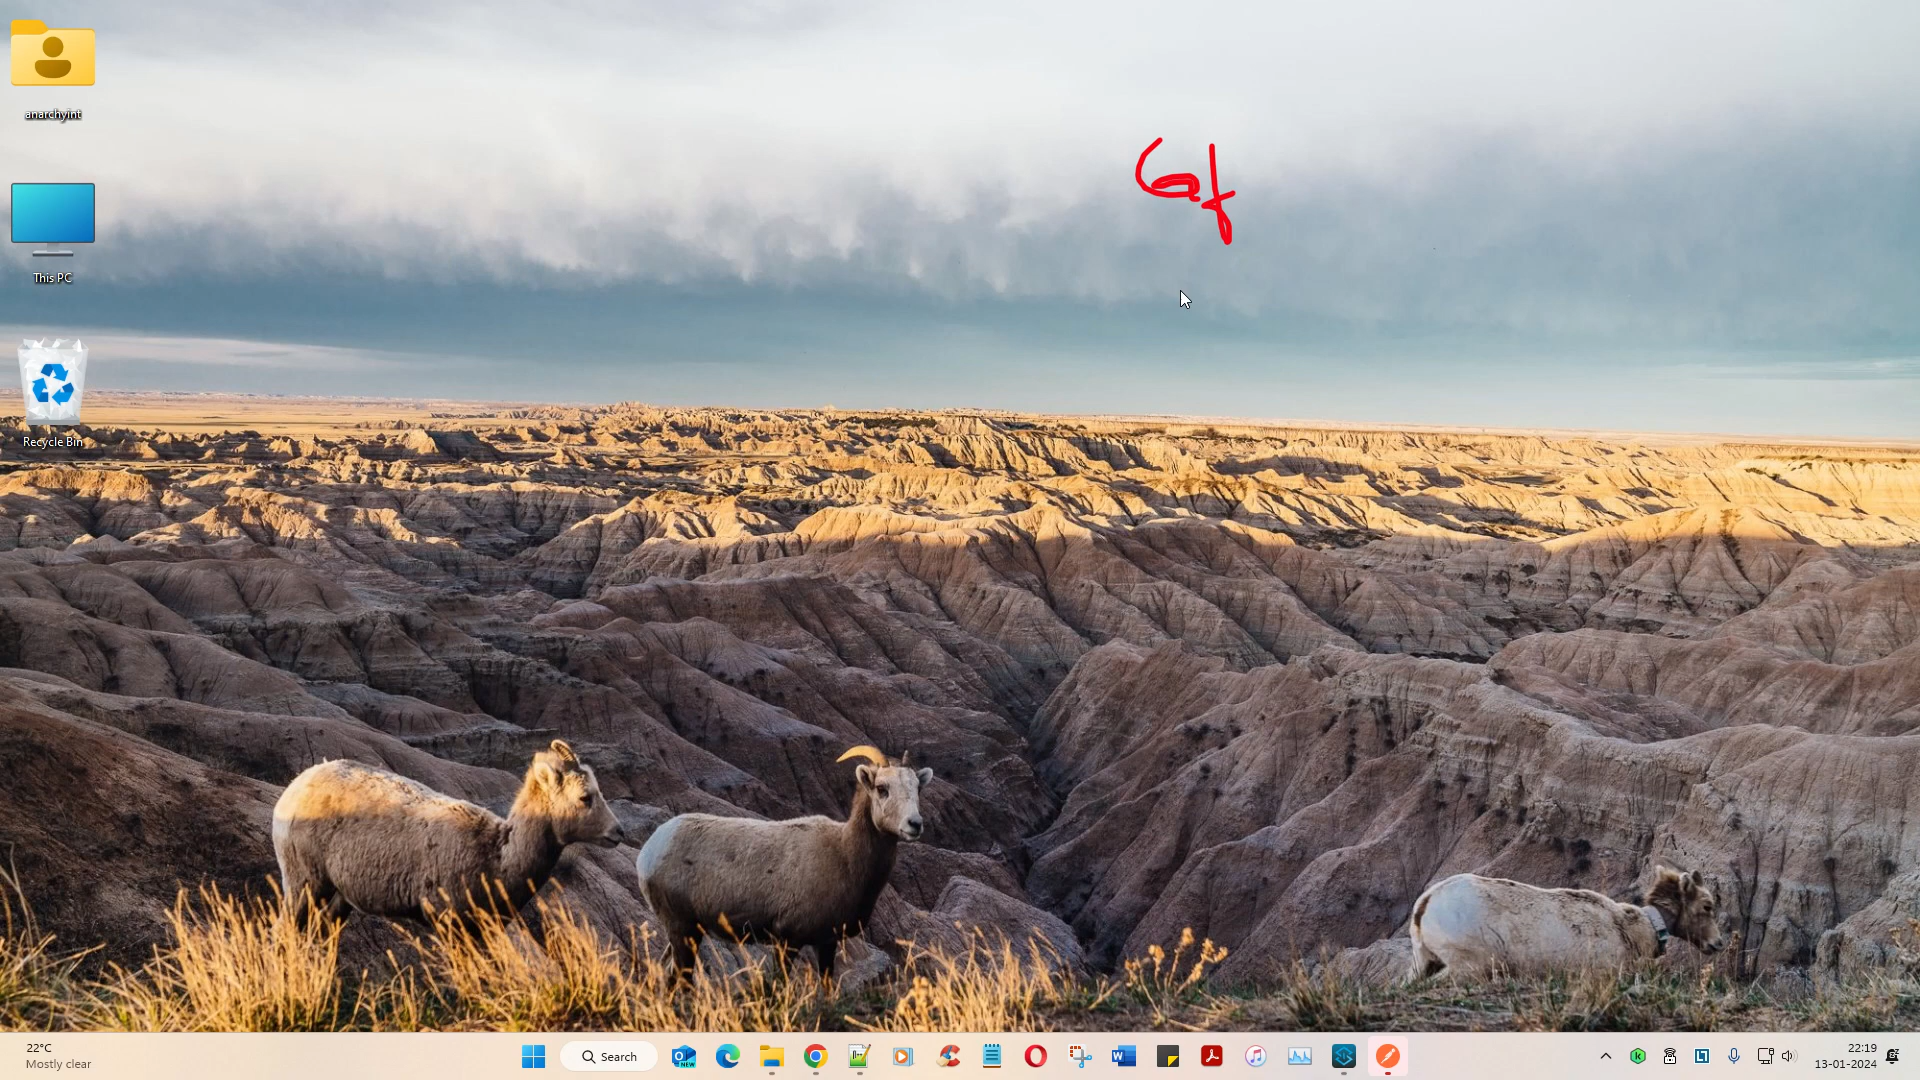 anarchyint
This PC
Recycle Bin
22°C
Mostly clear
Search
22:19
13-01-2024